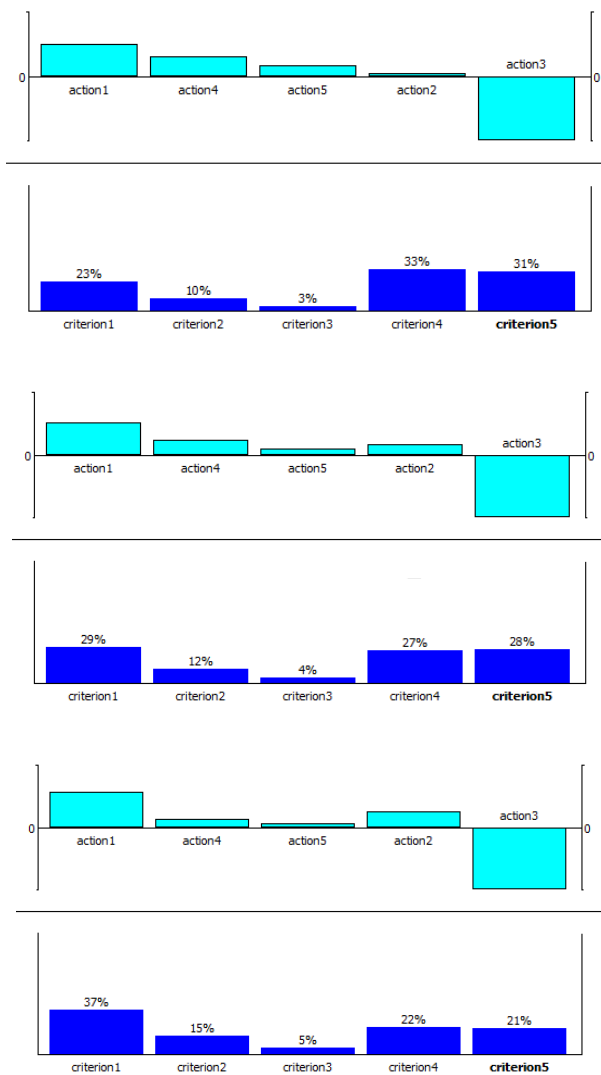 action3
0 0
action1 action4 action5 action2
33% 31%
23%
10%
3%
criterion1 criterion2 criterion3 criterion4 criterion5
action3
0 0
action1 action4 action5 action2
29% 27% 28%
12%
4%
criterion1 criterion2 criterion3 criterion4 criterion5
action3
0 0
action1 action4 action5 action2
37%
22% 21%
15%
5%
criterion1 criterion2 criterion3 criterion4 criterion5